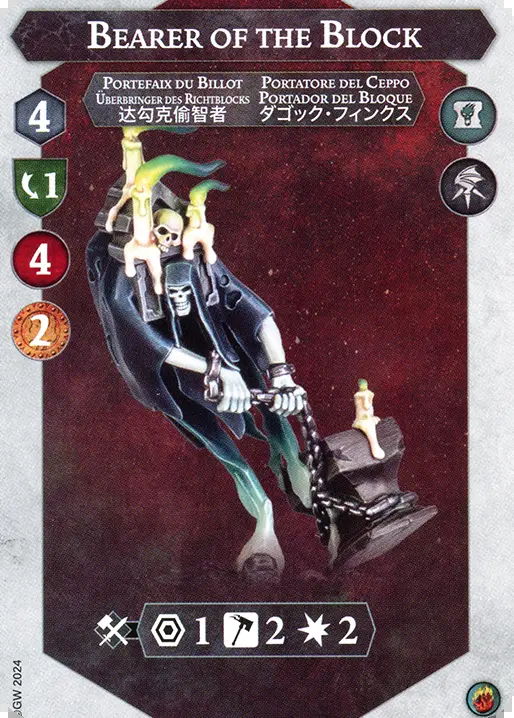 BEARER OF THE BLOCK
PORTEFAIX DU BILLOT PORTATORE DEL CEPPO
ÜBERBRINGER DES RICHTBLOCKS PORTADOR DEL BLOQUE
达勾克偷智者 ダゴック・フィンクス
4
1
4
2
1 2 2
©GW 2024